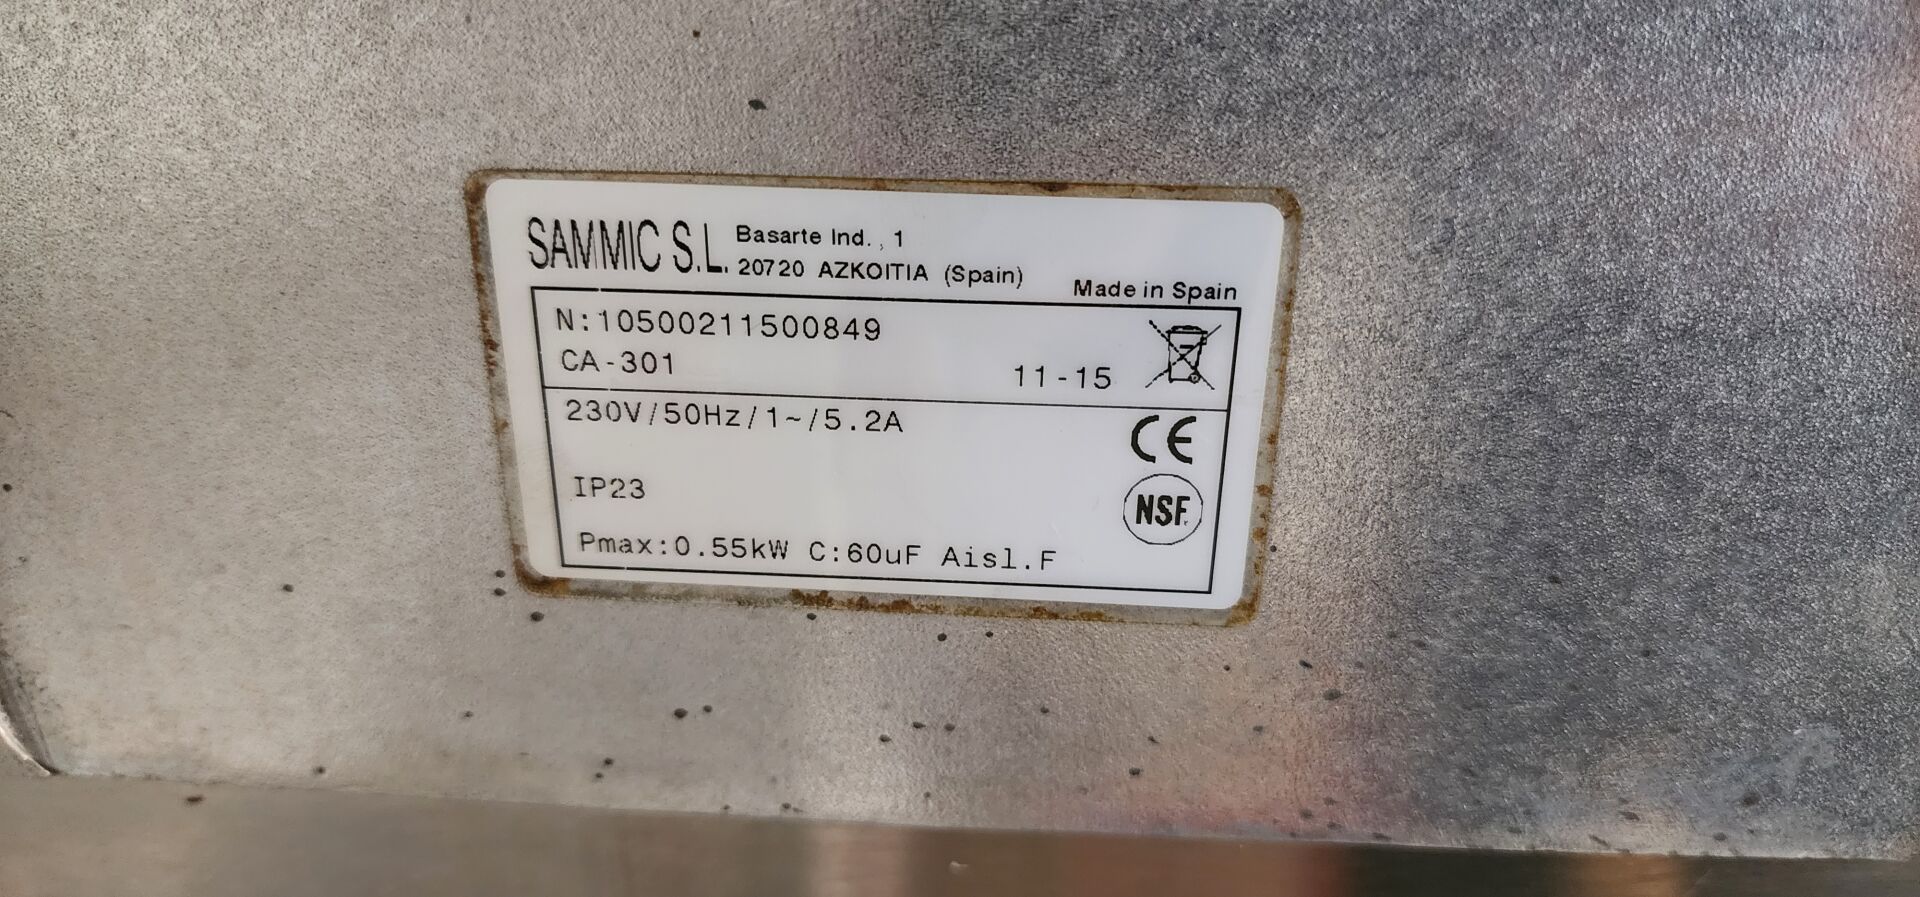 SAMMIC S.L. Basarte Ind., 1
20720 AZKOITIA (Spain)
Made in Spain
N:10500211500849
CA-301
11-15
230V/50Hz/1~/5.2A
CE
IP23
NSF.
Pmax:0.55kW C:60uF Aisl.F